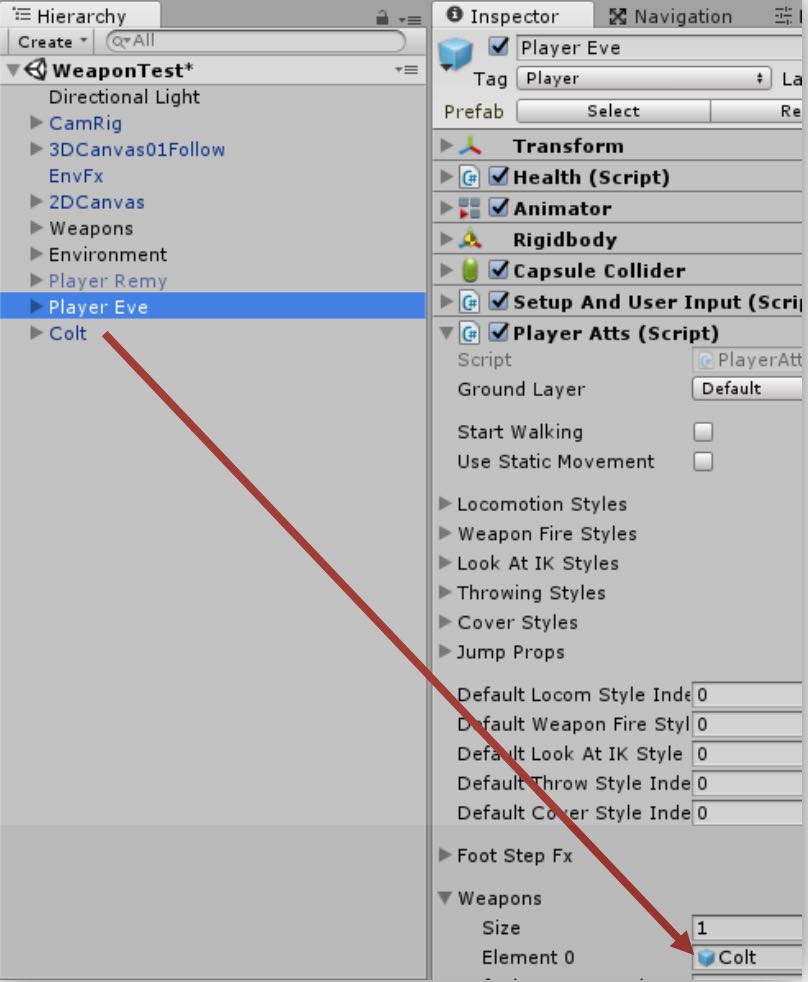 Hierarchy
Create
All
WeaponTest*
Directional Light
CamRig
3DCanvas01Follow
EnvFx
2DCanvas
Weapons
Environment
Player Remy
Player Eve
Colt
Inspector
Navigation
Player Eve
Tag
Player
La
Prefab
Select
Re
Transform
Health (Script)
Animator
Rigidbody
Capsule Collider
Setup And User Input (Scri
Player Atts (Script)
Script PlayerAtt
Ground Layer Default
Start Walking
Use Static Movement
Locomotion Styles
Weapon Fire Styles
Look At IK Styles
Throwing Styles
Cover Styles
Jump Props
Default Locom Style Inde 0
Default Weapon Fire Styl 0
Default Look At IK Style 0
Default Throw Style Inde 0
Default Cover Style Inde 0
Foot Step Fx
Weapons
Size 1
Element 0 Colt